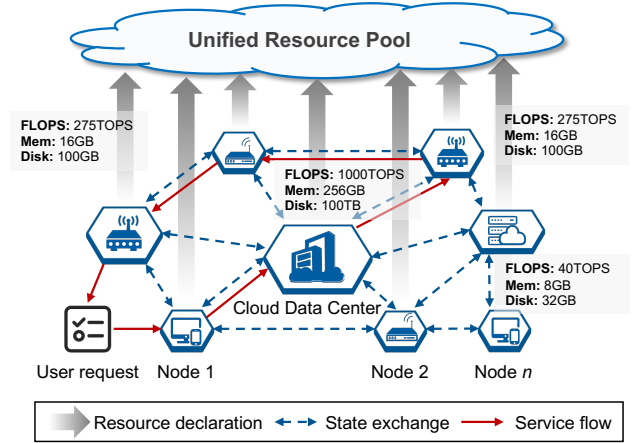 Unified Resource Pool
FLOPS: 275TOPS
Mem: 16GB
Disk: 100GB
FLOPS: 1000TOPS
Mem: 256GB
Disk: 100TB
FLOPS: 275TOPS
Mem: 16GB
Disk: 100GB
FLOPS: 40TOPS
Mem: 8GB
Disk: 32GB
Cloud Data Center
User request
Node 1
Node 2
Node n
Resource declaration
State exchange
Service flow